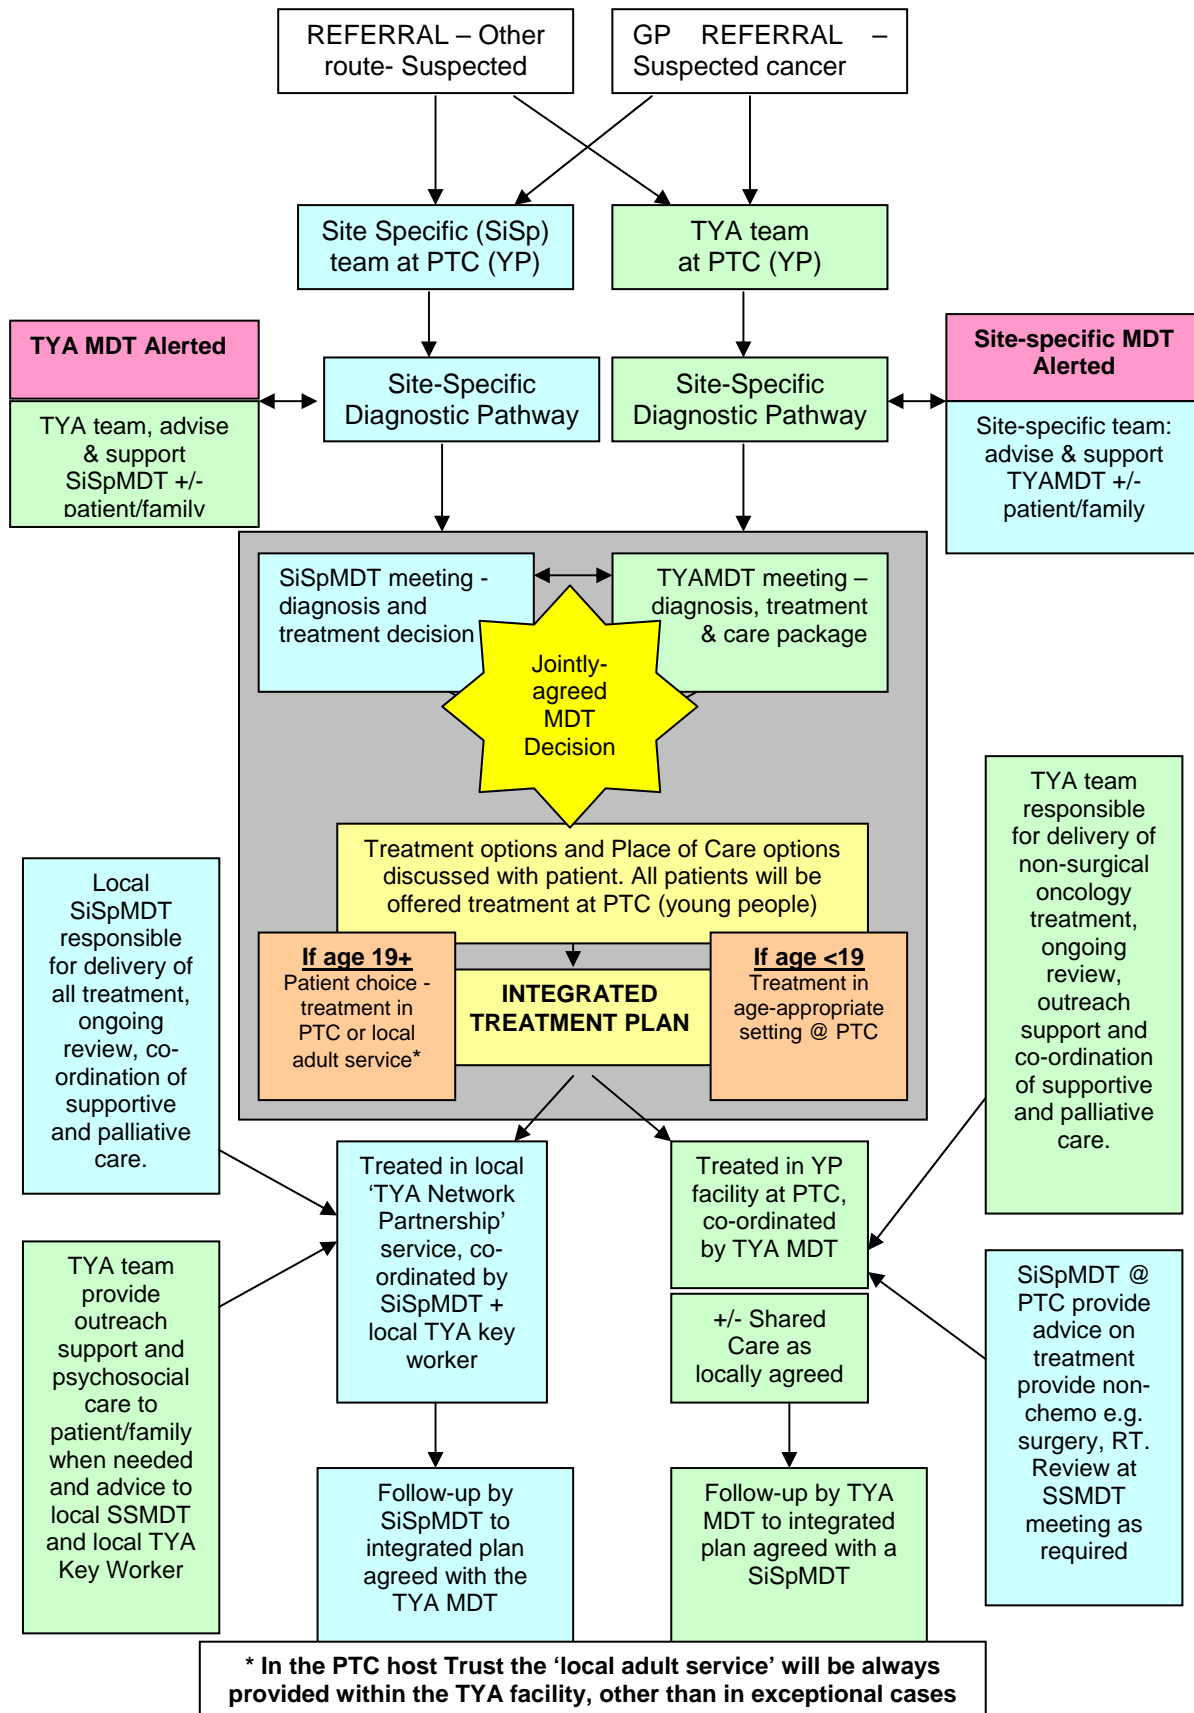 REFERRAL – Other
route- Suspected
GP REFERRAL –
Suspected cancer
Site Specific (SiSp)
team at PTC (YP)
TYA team
at PTC (YP)
TYA MDT Alerted
TYA team, advise
& support
SiSpMDT +/-
patient/family
Site-Specific
Diagnostic Pathway
Site-Specific
Diagnostic Pathway
Site-specific MDT
Alerted
Site-specific team:
advise & support
TYAMDT +/-
patient/family
SiSpMDT meeting -
diagnosis and
treatment decision
TYAMDT meeting –
diagnosis, treatment
& care package
Jointly-
agreed
MDT
Decision
Treatment options and Place of Care options
discussed with patient. All patients will be
offered treatment at PTC (young people)
If age 19+
Patient choice -
treatment in
PTC or local
adult service*
INTEGRATED
TREATMENT PLAN
If age <19
Treatment in
age-appropriate
setting @ PTC
Local
SiSpMDT
responsible
for delivery of
all treatment,
ongoing
review, co-
ordination of
supportive
and palliative
care.
TYA team
responsible
for delivery of
non-surgical
oncology
treatment,
ongoing
review,
outreach
support and
co-ordination
of supportive
and palliative
care.
Treated in local
‘TYA Network
Partnership’
service, co-
ordinated by
SiSpMDT +
local TYA key
worker
Treated in YP
facility at PTC,
co-ordinated
by TYA MDT
+/- Shared
Care as
locally agreed
TYA team
provide
outreach
support and
psychosocial
care to
patient/family
when needed
and advice to
local SSMDT
and local TYA
Key Worker
SiSpMDT @
PTC provide
advice on
treatment
provide non-
chemo e.g.
surgery, RT.
Review at
SSMDT
meeting as
required
Follow-up by
SiSpMDT to
integrated plan
agreed with the
TYA MDT
Follow-up by TYA
MDT to integrated
plan agreed with a
SiSpMDT
* In the PTC host Trust the ‘local adult service’ will be always
provided within the TYA facility, other than in exceptional cases